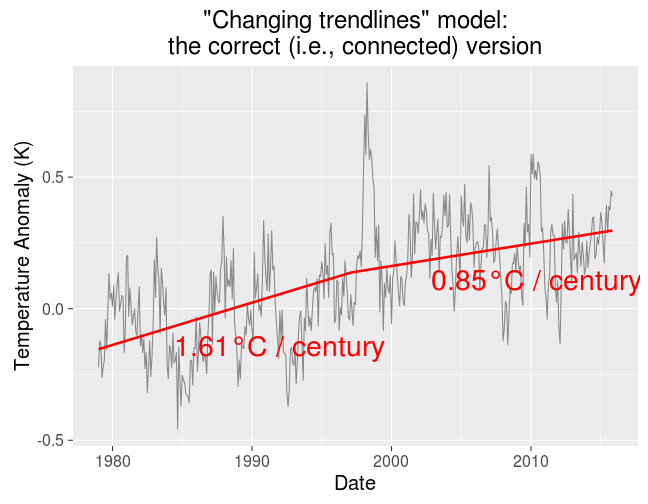 "Changing trendlines" model:
the correct (i.e., connected) version
Temperature Anomaly (K)
0.5
0.0
-0.5
0.85°C / century
1.61°C / century
1980
1990
2000
2010
Date